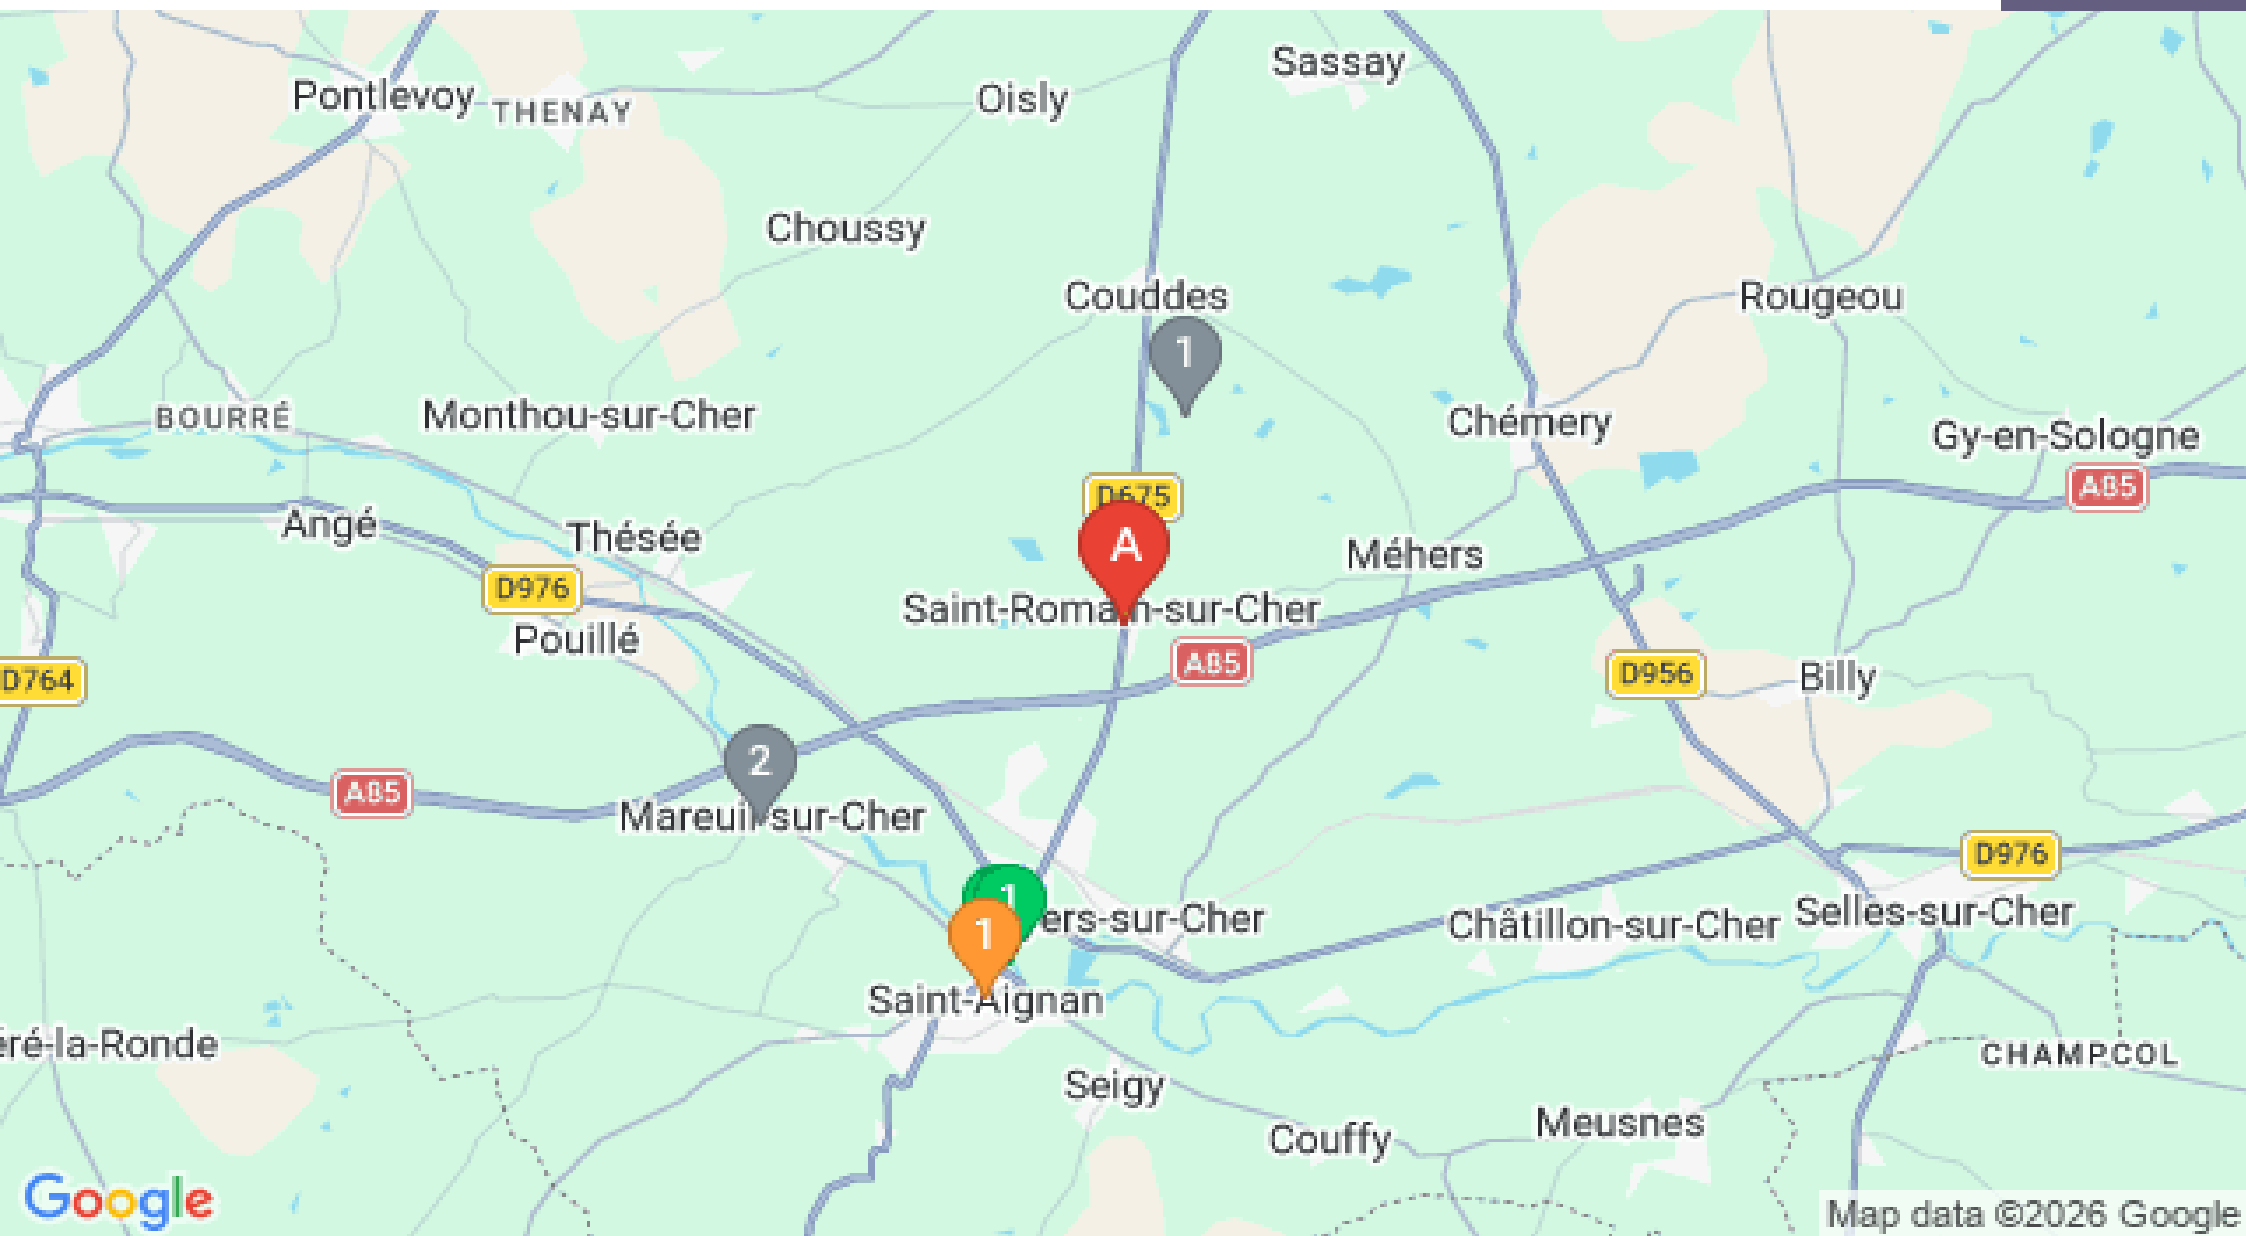 Sassay
Pontlevoy
THENAY
Oisly
Choussy
Couddes
Rougeou
1
BOURRÉ
Monthou-sur-Cher
Chémery
Gy-en-Sologne
A85
D675
Angé
Thésée
A
Méhers
D976
Saint-Romain-sur-Cher
Pouillé
A85
D764
D956
Billy
2
A85
Mareuil-sur-Cher
D976
1
ers-sur-Cher
1
Châtillon-sur-Cher
Selles-sur-Cher
Saint-Aignan
éré-la-Ronde
CHAMPCOL
Seigy
Meusnes
Couffy
Google
Map data ©2026 Google